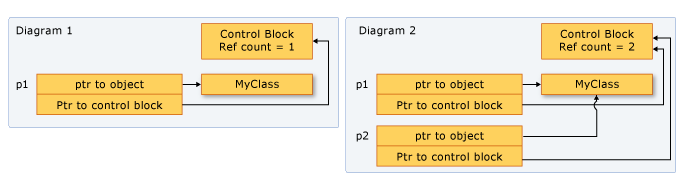 Diagram 1
Control Block
Ref count = 1
p1
ptr to object
MyClass
Ptr to control block
Diagram 2
Control Block
Ref count = 2
p1
ptr to object
MyClass
Ptr to control block
p2
ptr to object
Ptr to control block